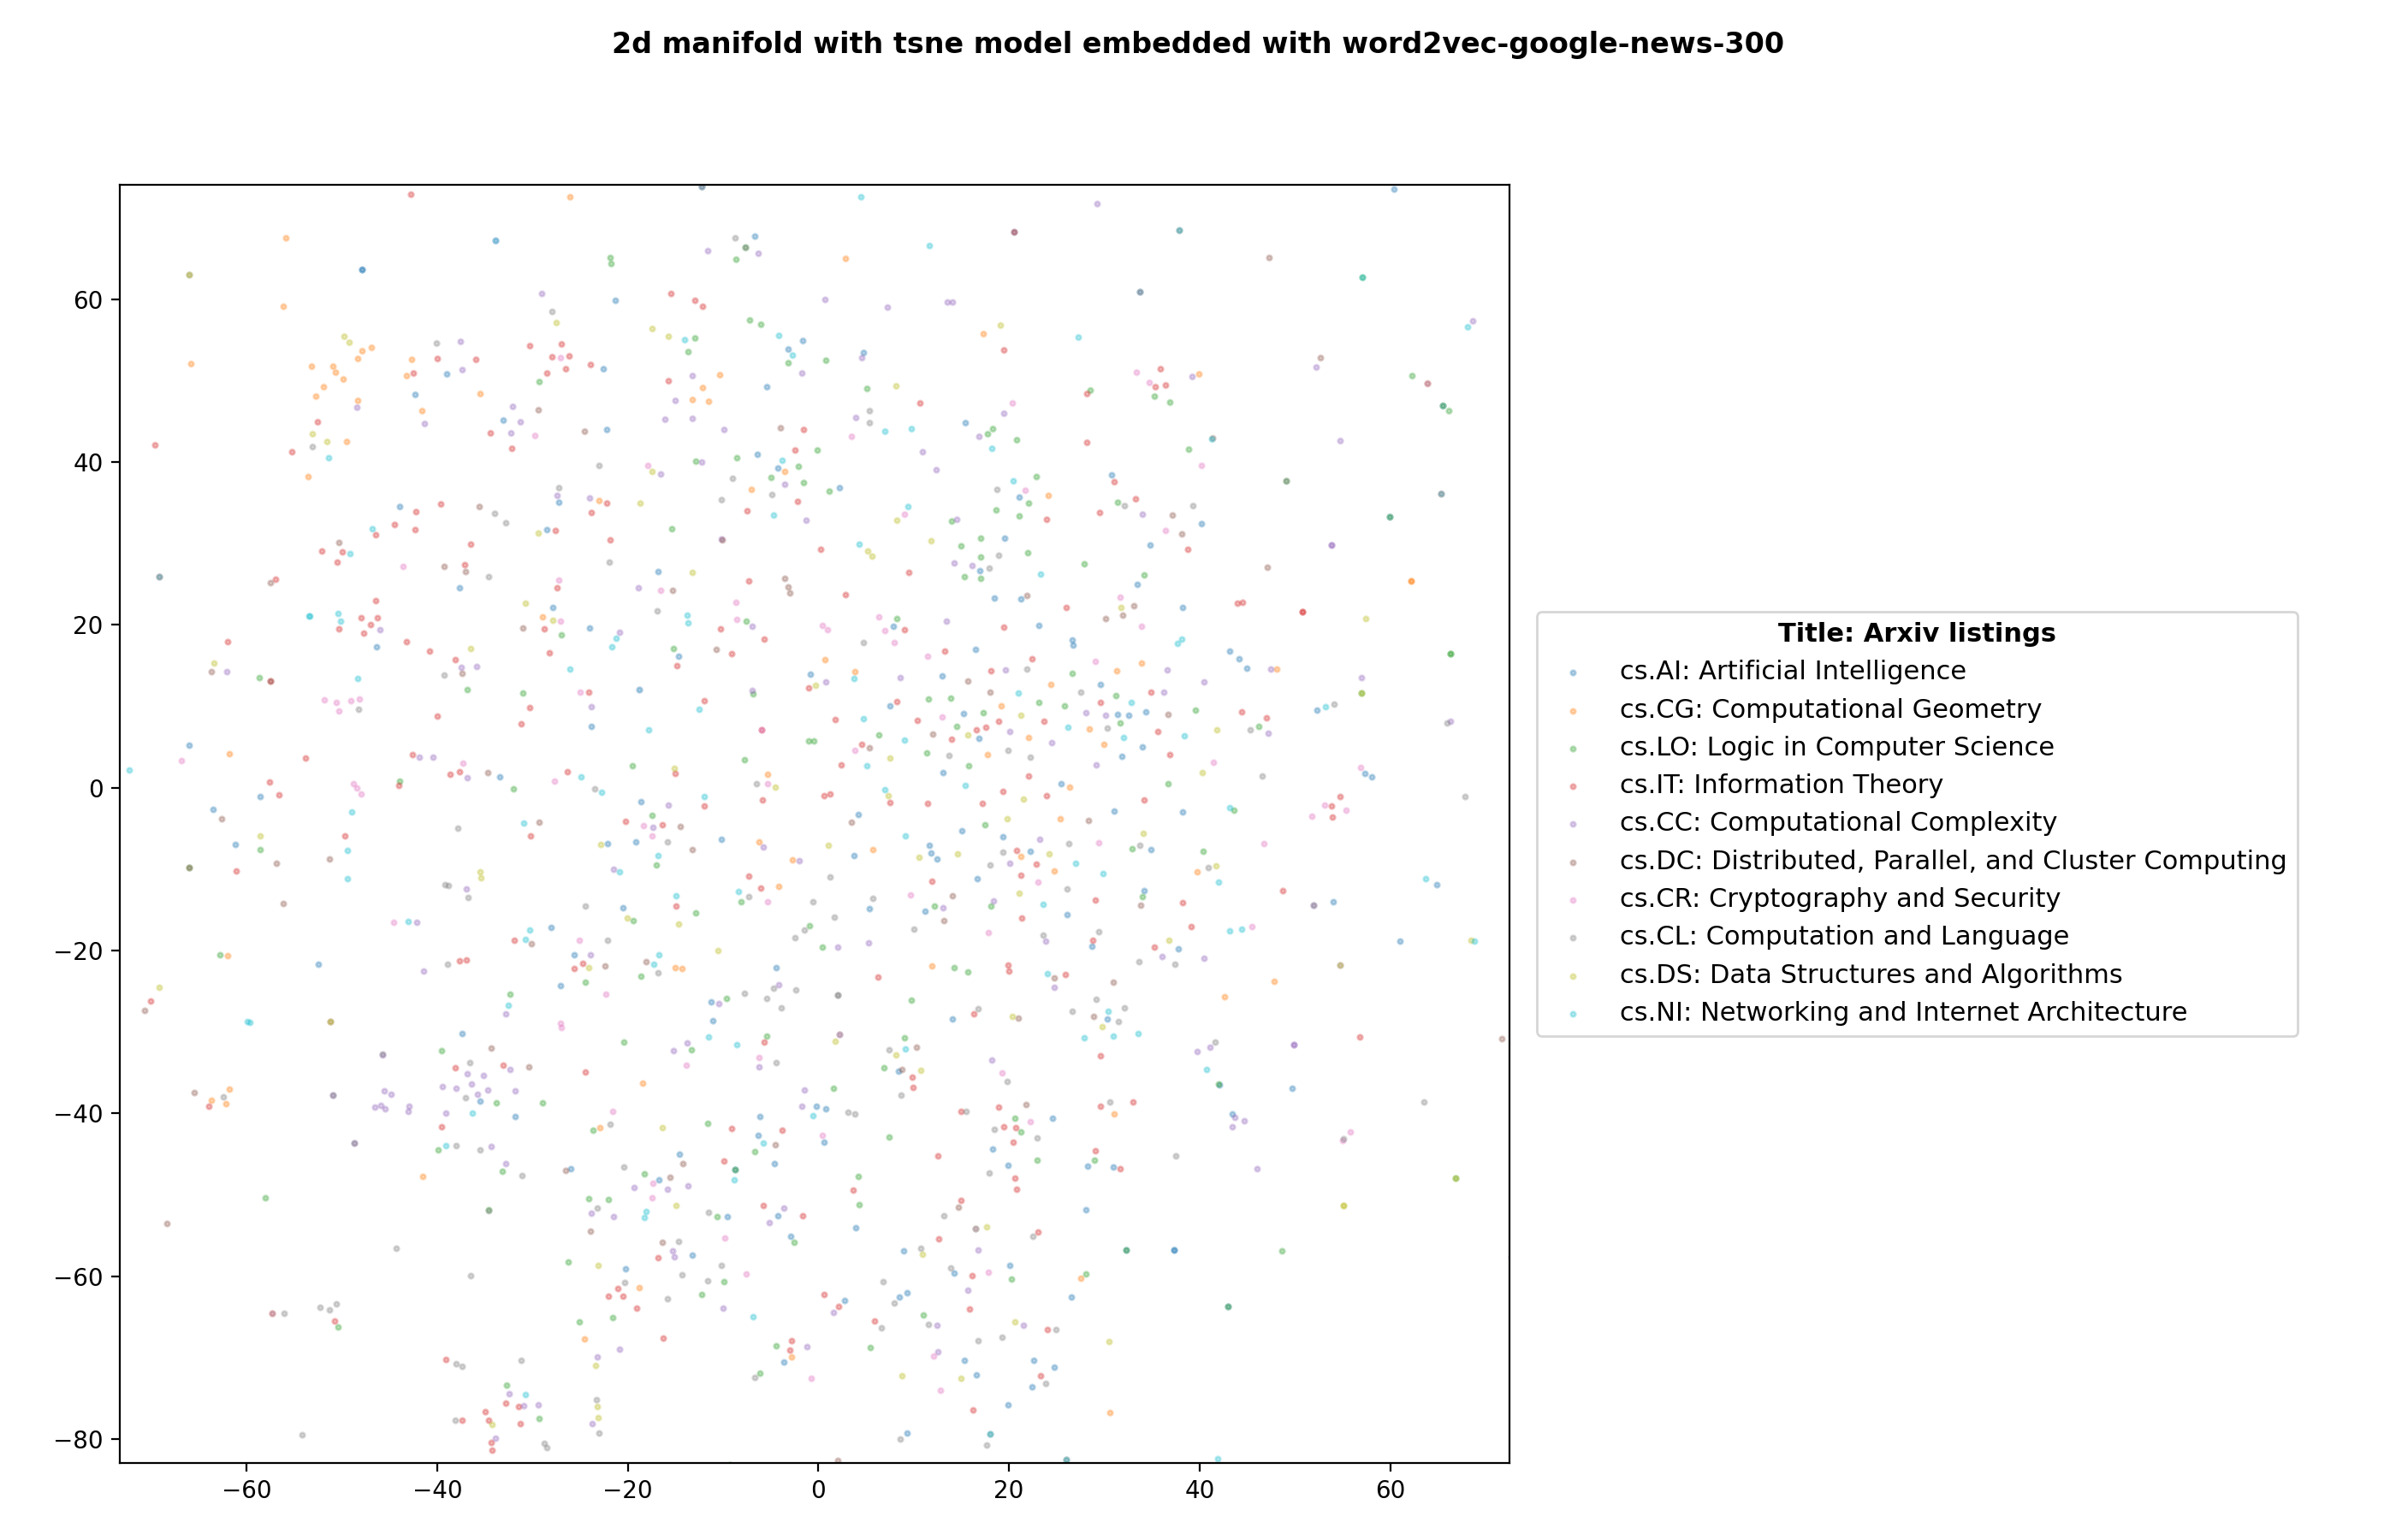 2d manifold with tsne model embedded with word2vec-google-news-300
60
40
20
0
−20
−40
−60
−80
−60
−40
−20
0
20
40
60
Title: Arxiv listings
cs.AI: Artificial Intelligence
cs.CG: Computational Geometry
cs.LO: Logic in Computer Science
cs.IT: Information Theory
cs.CC: Computational Complexity
cs.DC: Distributed, Parallel, and Cluster Computing
cs.CR: Cryptography and Security
cs.CL: Computation and Language
cs.DS: Data Structures and Algorithms
cs.NI: Networking and Internet Architecture